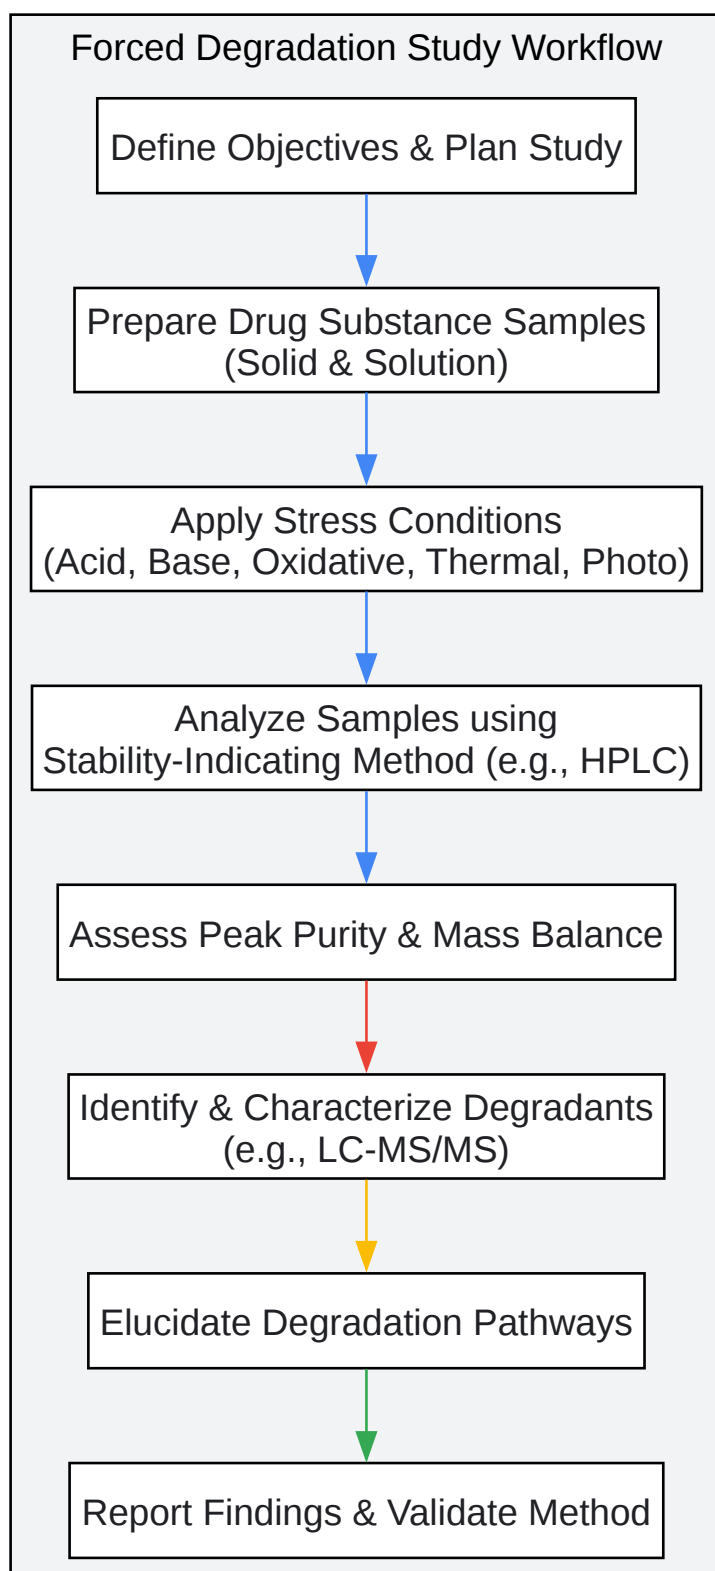 Forced Degradation Study Workflow
Define Objectives & Plan Study
Prepare Drug Substance Samples
(Solid & Solution)
Apply Stress Conditions
(Acid, Base, Oxidative, Thermal, Photo)
Analyze Samples using
Stability-Indicating Method (e.g., HPLC)
Assess Peak Purity & Mass Balance
Identify & Characterize Degradants
(e.g., LC-MS/MS)
Elucidate Degradation Pathways
Report Findings & Validate Method